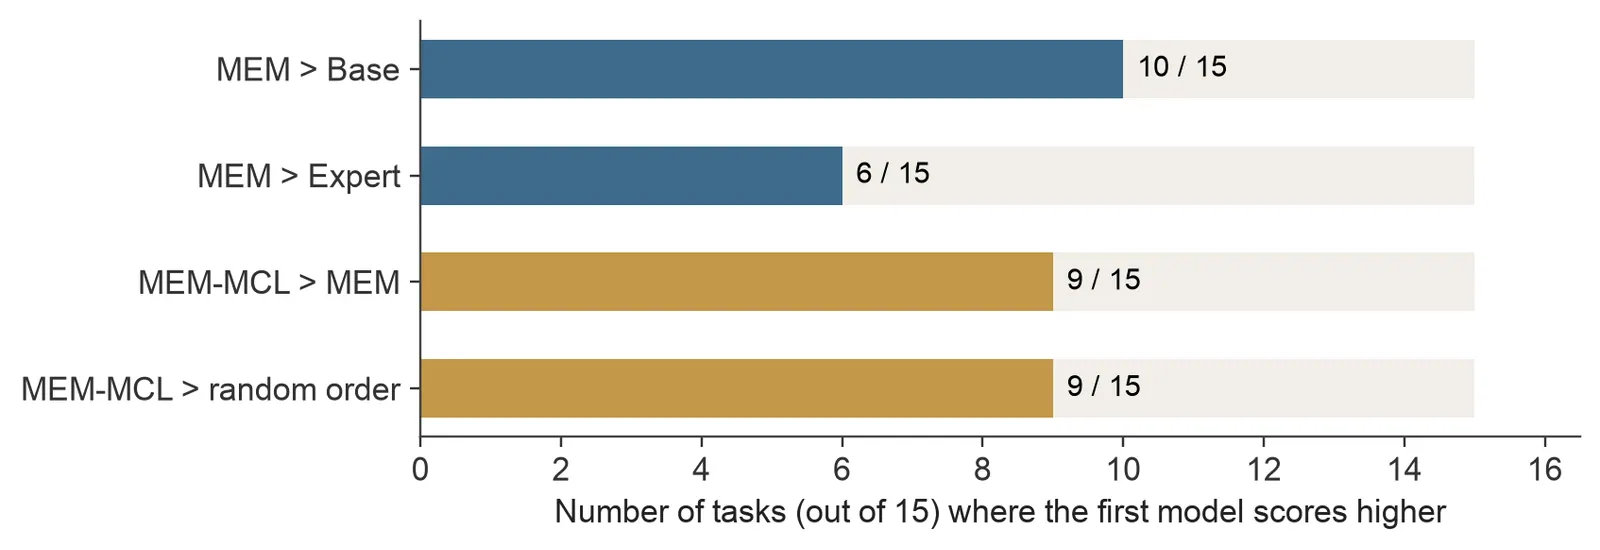 MEM > Base
10 / 15
MEM > Expert
6 / 15
MEM-MCL > MEM
9 / 15
MEM-MCL > random order
9 / 15
0 2 4 6 8 10 12 14 16
Number of tasks (out of 15) where the first model scores higher